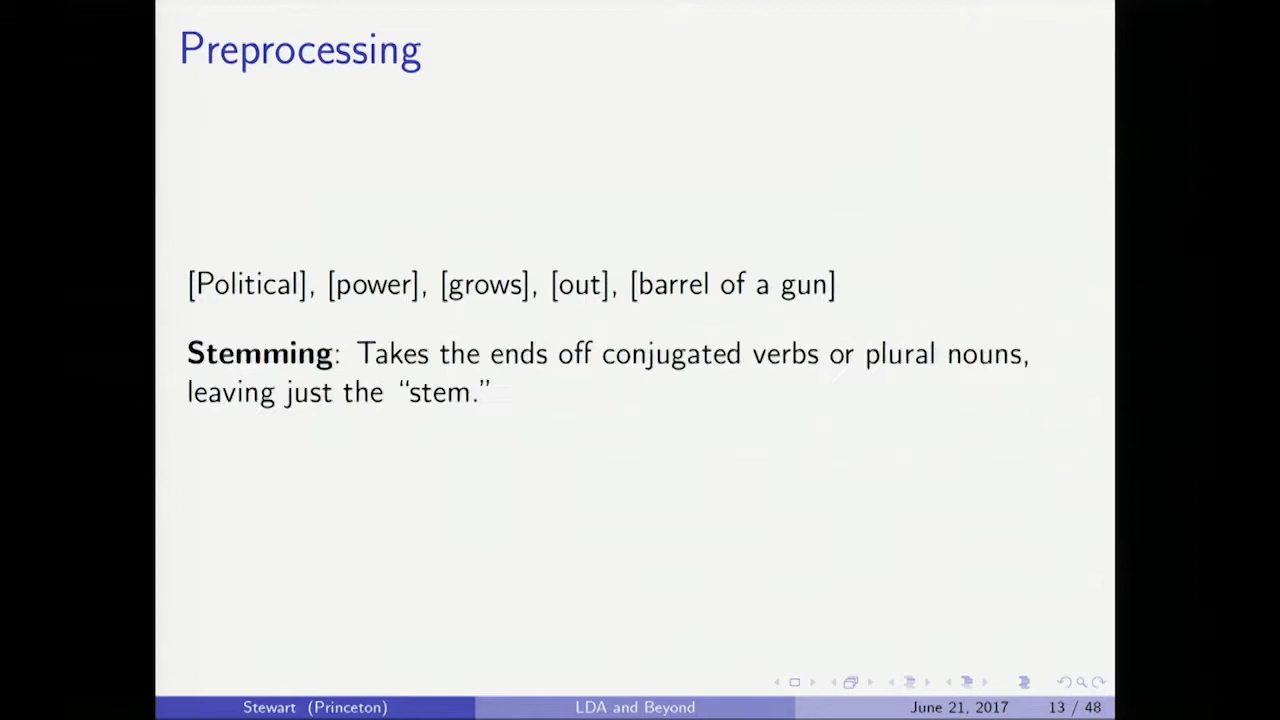 Preprocessing
[Political], [power], [grows], [out], [barrel of a gun]
Stemming: Takes the ends off conjugated verbs or plural nouns,
leaving just the “stem.”
Stewart (Princeton) LDA and Beyond June 21, 2017 13 / 48